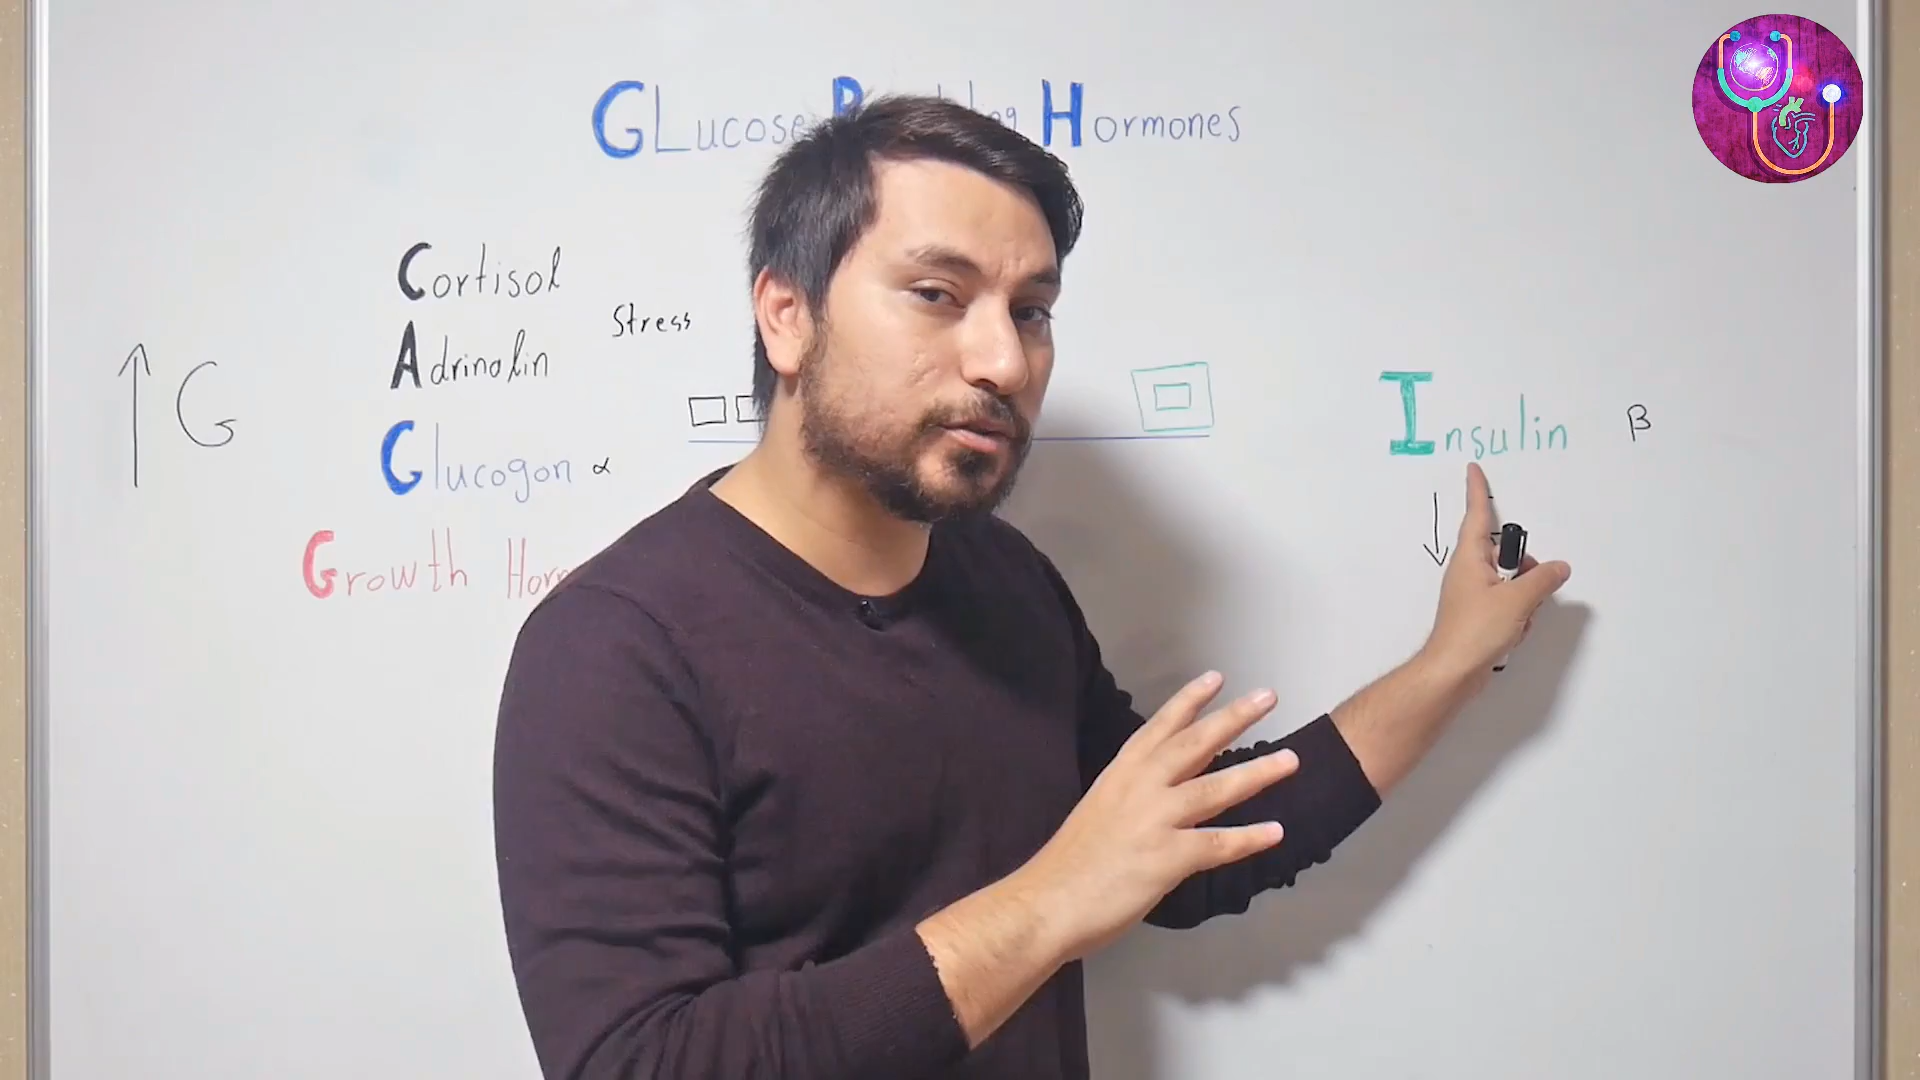 GLucose Hormones
Cortisol
Stress
Adrinalin
↑ G
Glucogon α
Insulin β
↓
Growth